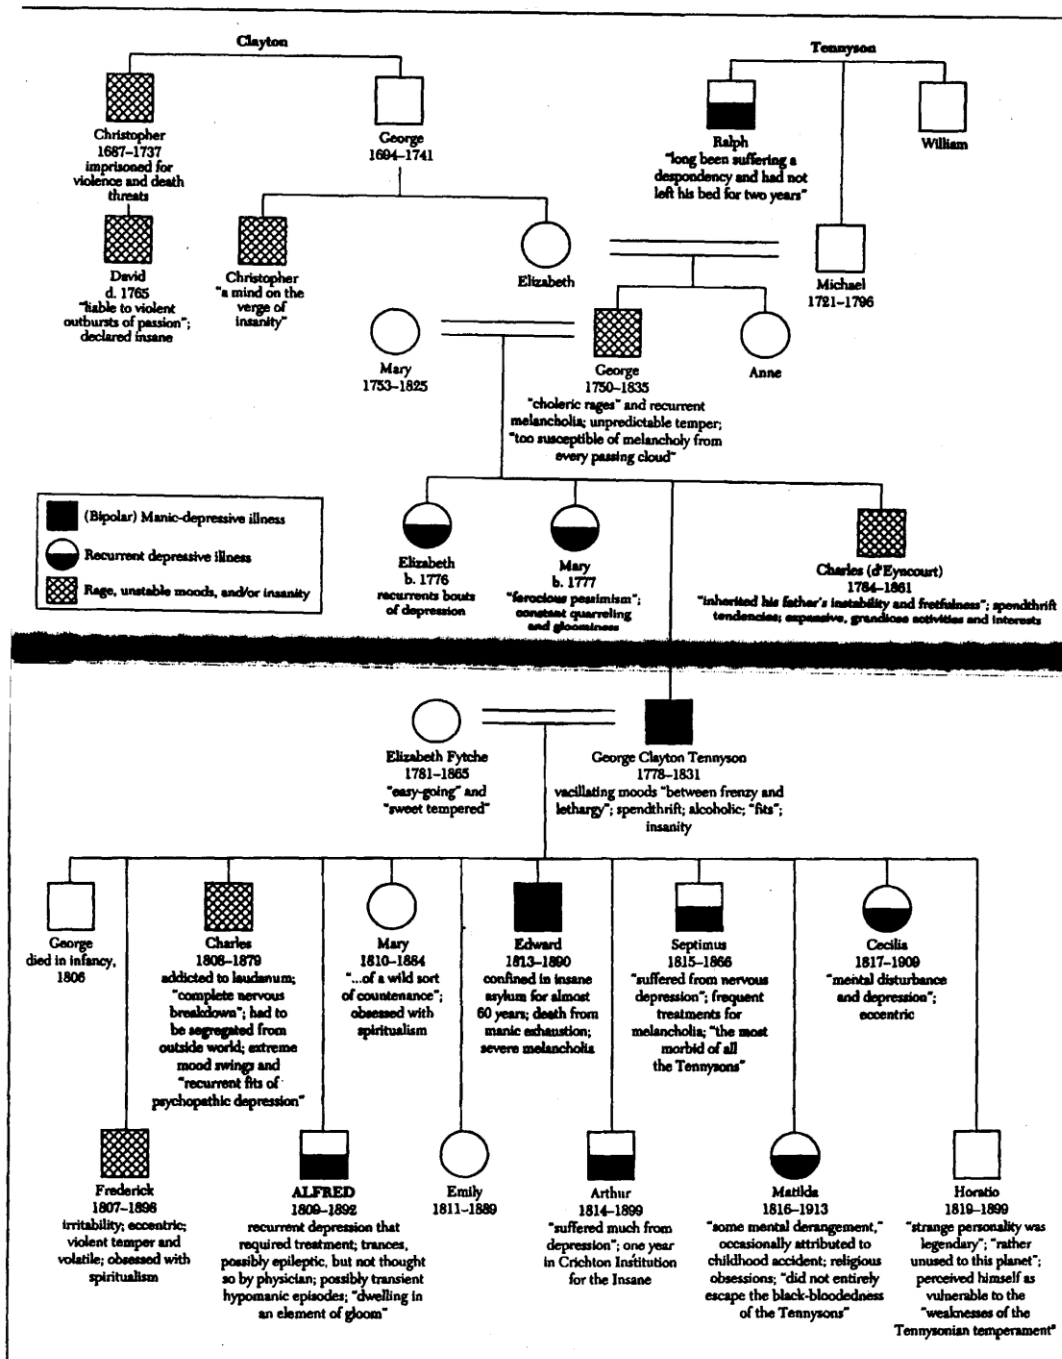 Clayton
Tennyson
Christopher
1687–1737
imprisoned for
violence and death
threats
George
1694–1741
Ralph
"long been suffering a
despondency and had not
left his bed for two years"
William
David
d. 1765
"liable to violent
outbursts of passion";
declared insane
Christopher
"a mind on the
verge of
insanity"
Elizabeth
Michael
1721–1796
Mary
1753–1825
George
1750–1835
"choleric rages" and recurrent
melancholia; unpredictable temper;
"too susceptible of melancholy from
every passing cloud"
Anne
(Bipolar) Manic-depressive illness
Recurrent depressive illness
Rage, unstable moods, and/or insanity
Elizabeth
b. 1776
recurrents bouts
of depression
Mary
b. 1777
"ferocious pessimism";
constant quarreling
and gloominess
Charles (d'Eyncourt)
1784–1861
"inherited his father's instability and fretfulness"; spendthrift
tendencies; expansive, grandiose activities and interests
Elizabeth Fytche
1781–1865
"easy-going" and
"sweet tempered"
George Clayton Tennyson
1778–1831
vacillating moods "between frenzy and
lethargy"; spendthrift; alcoholic; "fits";
insanity
George
died in infancy,
1806
Charles
1808–1879
addicted to laudanum;
"complete nervous
breakdown"; had to
be segregated from
outside world; extreme
mood swings and
"recurrent fits of
psychopathic depression"
Mary
1810–1884
"...of a wild sort
of countenance";
obsessed with
spiritualism
Edward
1813–1890
confined in insane
asylum for almost
60 years; death from
manic exhaustion;
severe melancholia
Septimus
1815–1866
"suffered from nervous
depression"; frequent
treatments for
melancholia; "the most
morbid of all
the Tennysons"
Cecilia
1817–1909
"mental disturbance
and depression";
eccentric
Frederick
1807–1898
irritability; eccentric;
violent temper and
volatile; obsessed with
spiritualism
ALFRED
1809–1892
recurrent depression that
required treatment; trances,
possibly epileptic, but not thought
so by physician; possibly transient
hypomanic episodes; "dwelling in
an element of gloom"
Emily
1811–1889
Arthur
1814–1899
"suffered much from
depression"; one year
in Crichton Institution
for the Insane
Matilda
1816–1913
"some mental derangement,"
occasionally attributed to
childhood accident; religious
obsessions; "did not entirely
escape the black-bloodedness
of the Tennysons"
Horatio
1819–1899
"strange personality was
legendary"; "rather
unused to this planet";
perceived himself as
vulnerable to the
"weaknesses of the
Tennysonian temperament"